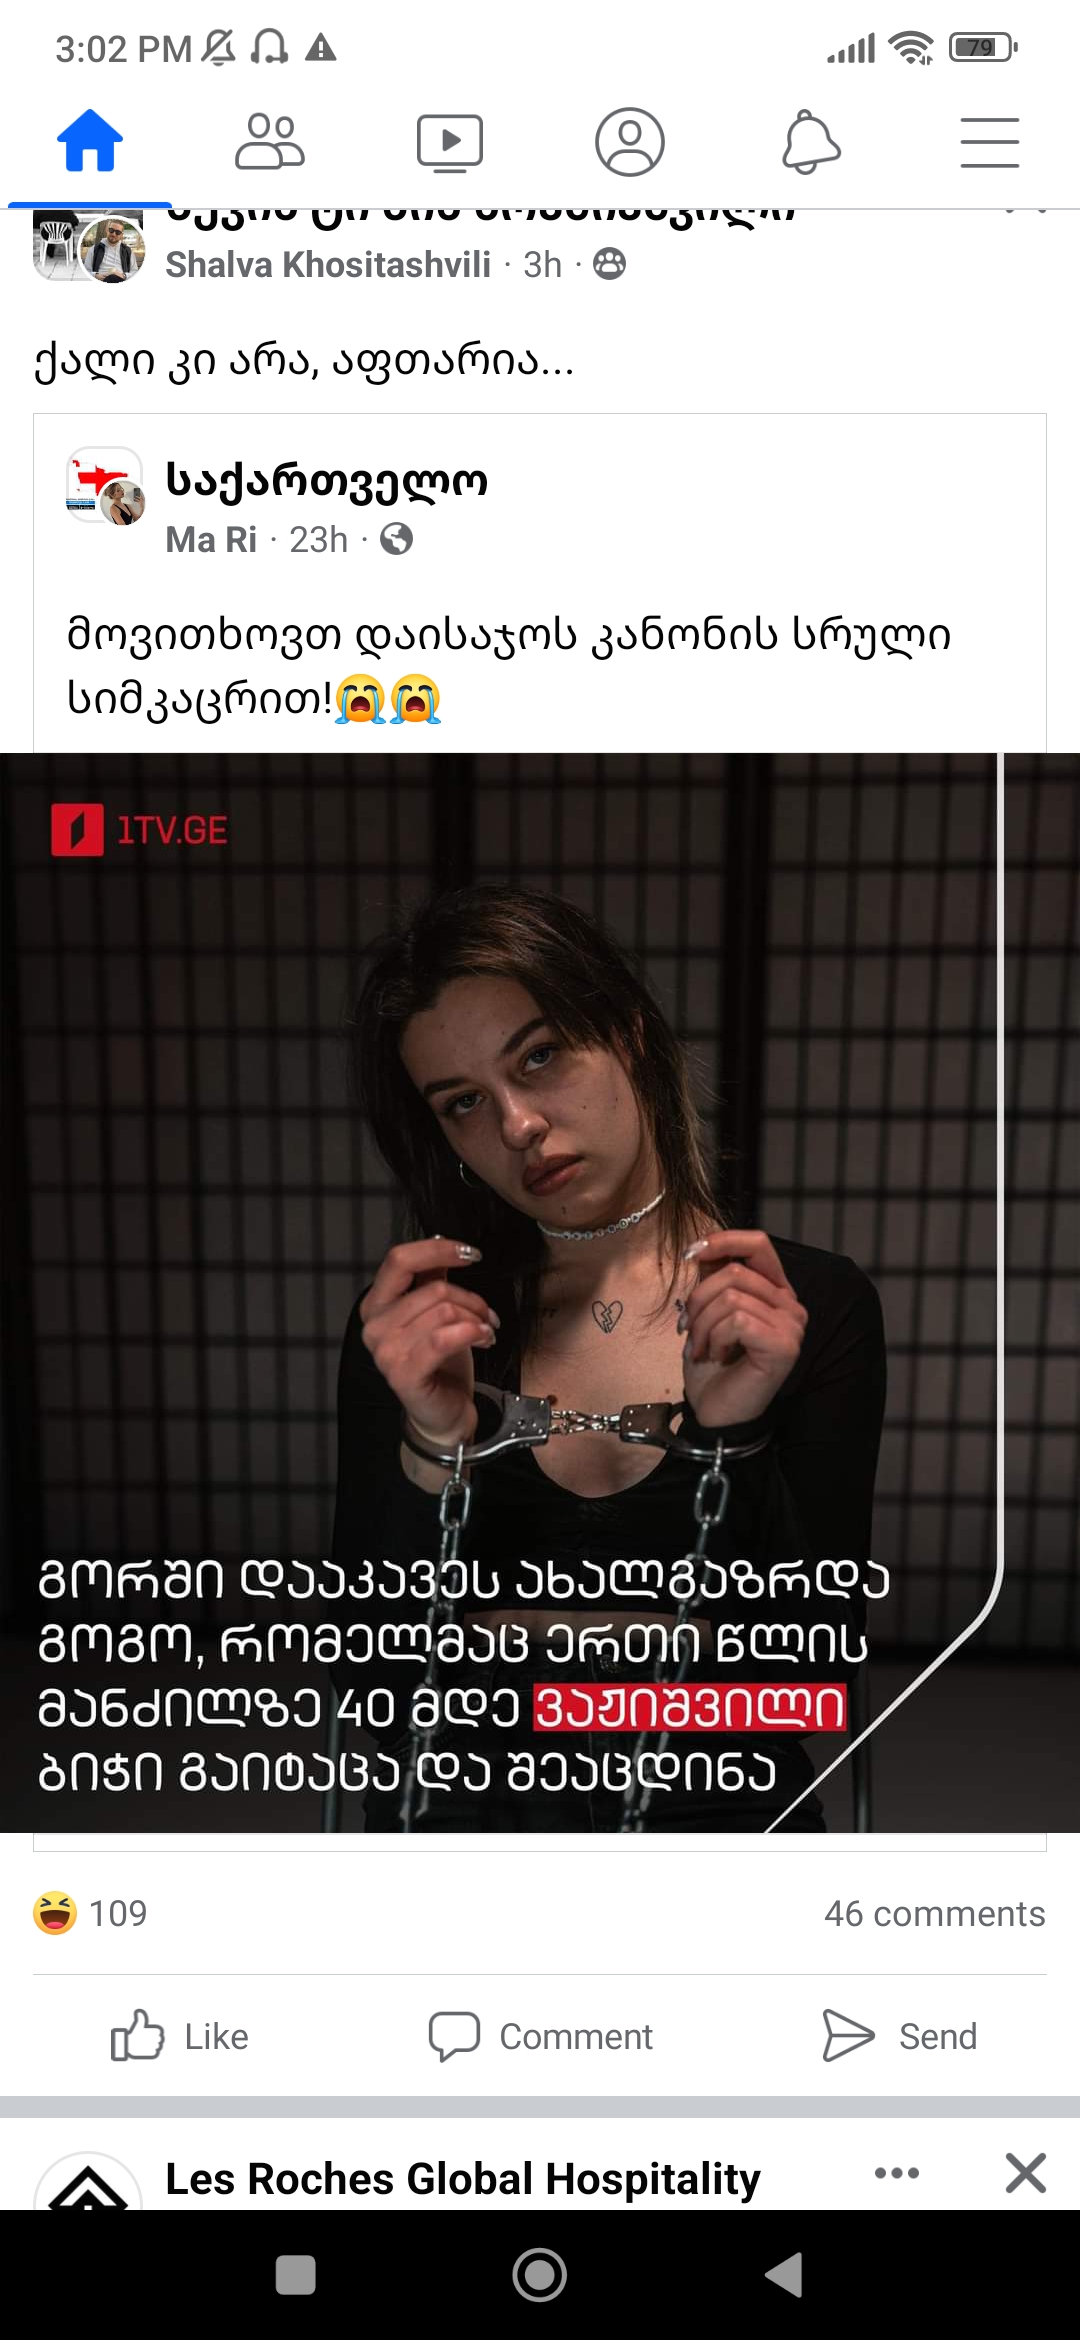 3:02 PM
79
Shalva Khositashvili · 3h ·
ქალი კი არა, აფთარია...
საქართველო
Ma Ri · 23h ·
მოვითხოვთ დაისაჯოს კანონის სრული
სიმკაცრით!😭😭
1TV.GE
გორში დააკავეს ახალგაზრდა
გოგო, რომელმაც ერთი წლის
მანძილზე 40 მდე ვაჟიშვილი
ბიჭი გაიტაცა და შეაცდინა
109
46 comments
Like
Comment
Send
Les Roches Global Hospitality